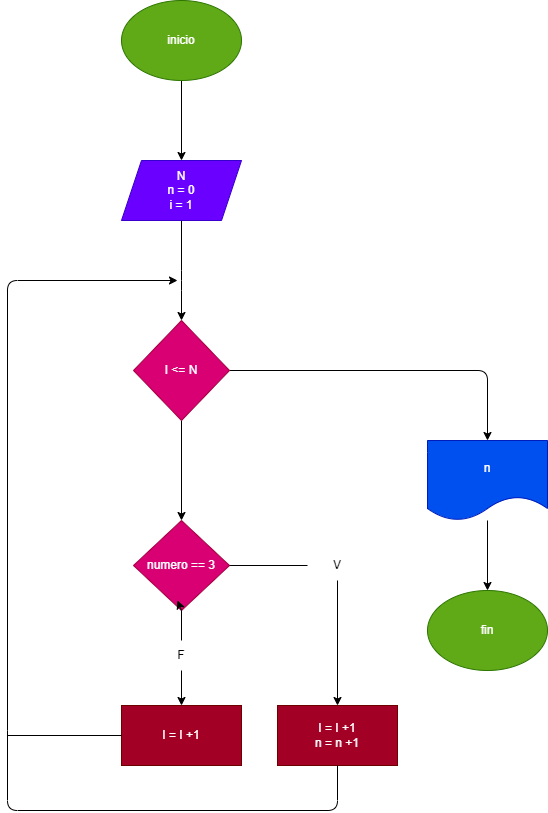 inicio
N
n = 0
i = 1
I <= N
n
numero == 3
V
fin
F
I = I +1
I = I +1
n = n +1